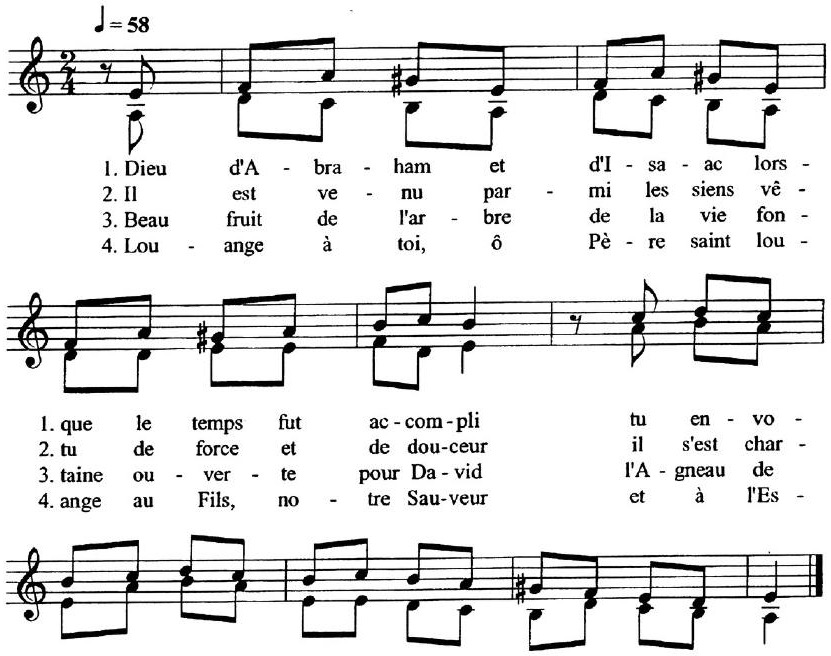 ♩ = 58
2
4
1. Dieu d'A - bra - ham et d'I - sa - ac lors -
2. Il est ve - nu par - mi les siens vê -
3. Beau fruit de l'ar - bre de la vie fon -
4. Lou - ange à toi, ô Pè - re saint lou -
1. que le temps fut ac - com - pli tu en - vo -
2. tu de force et de dou-ceur il s'est char -
3. taine ou - ver - te pour Da - vid l'A - gneau de
4. ange au Fils, no - tre Sau-veur et à l'Es -